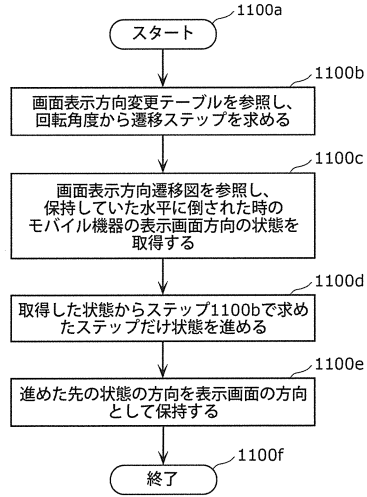 1100a
スタート
1100b
画面表示方向変更テーブルを参照し、
回転角度から遷移ステップを求める
1100c
画面表示方向遷移図を参照し、
保持していた水平に倒された時の
モバイル機器の表示画面方向の状態を
取得する
1100d
取得した状態からステップ1100bで求め
たステップだけ状態を進める
1100e
進めた先の状態の方向を表示画面の方向
として保持する
1100f
終了